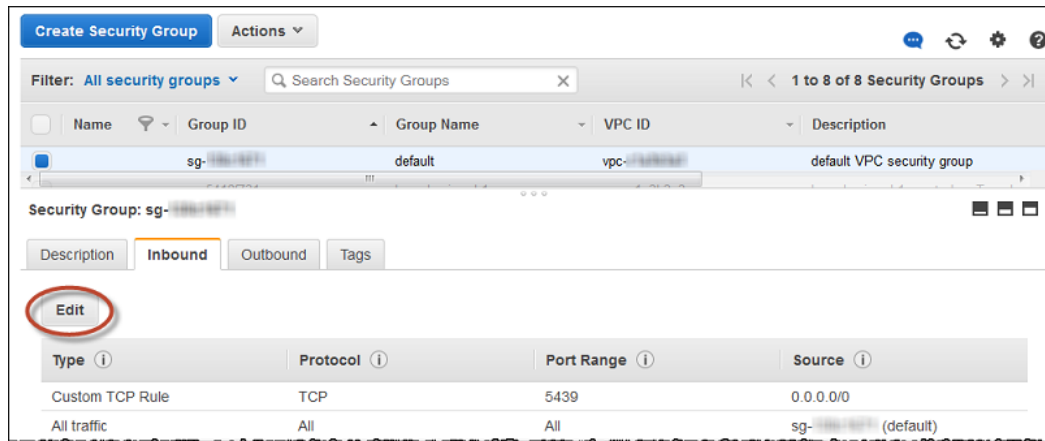 Create Security Group Actions
Filter: All security groups Search Security Groups 1 to 8 of 8 Security Groups
Name Group ID Group Name VPC ID Description
sg- default vpc- default VPC security group
Security Group: sg-
Description Inbound Outbound Tags
Edit
Type Protocol Port Range Source
Custom TCP Rule TCP 5439 0.0.0.0/0
All traffic All All sg- (default)